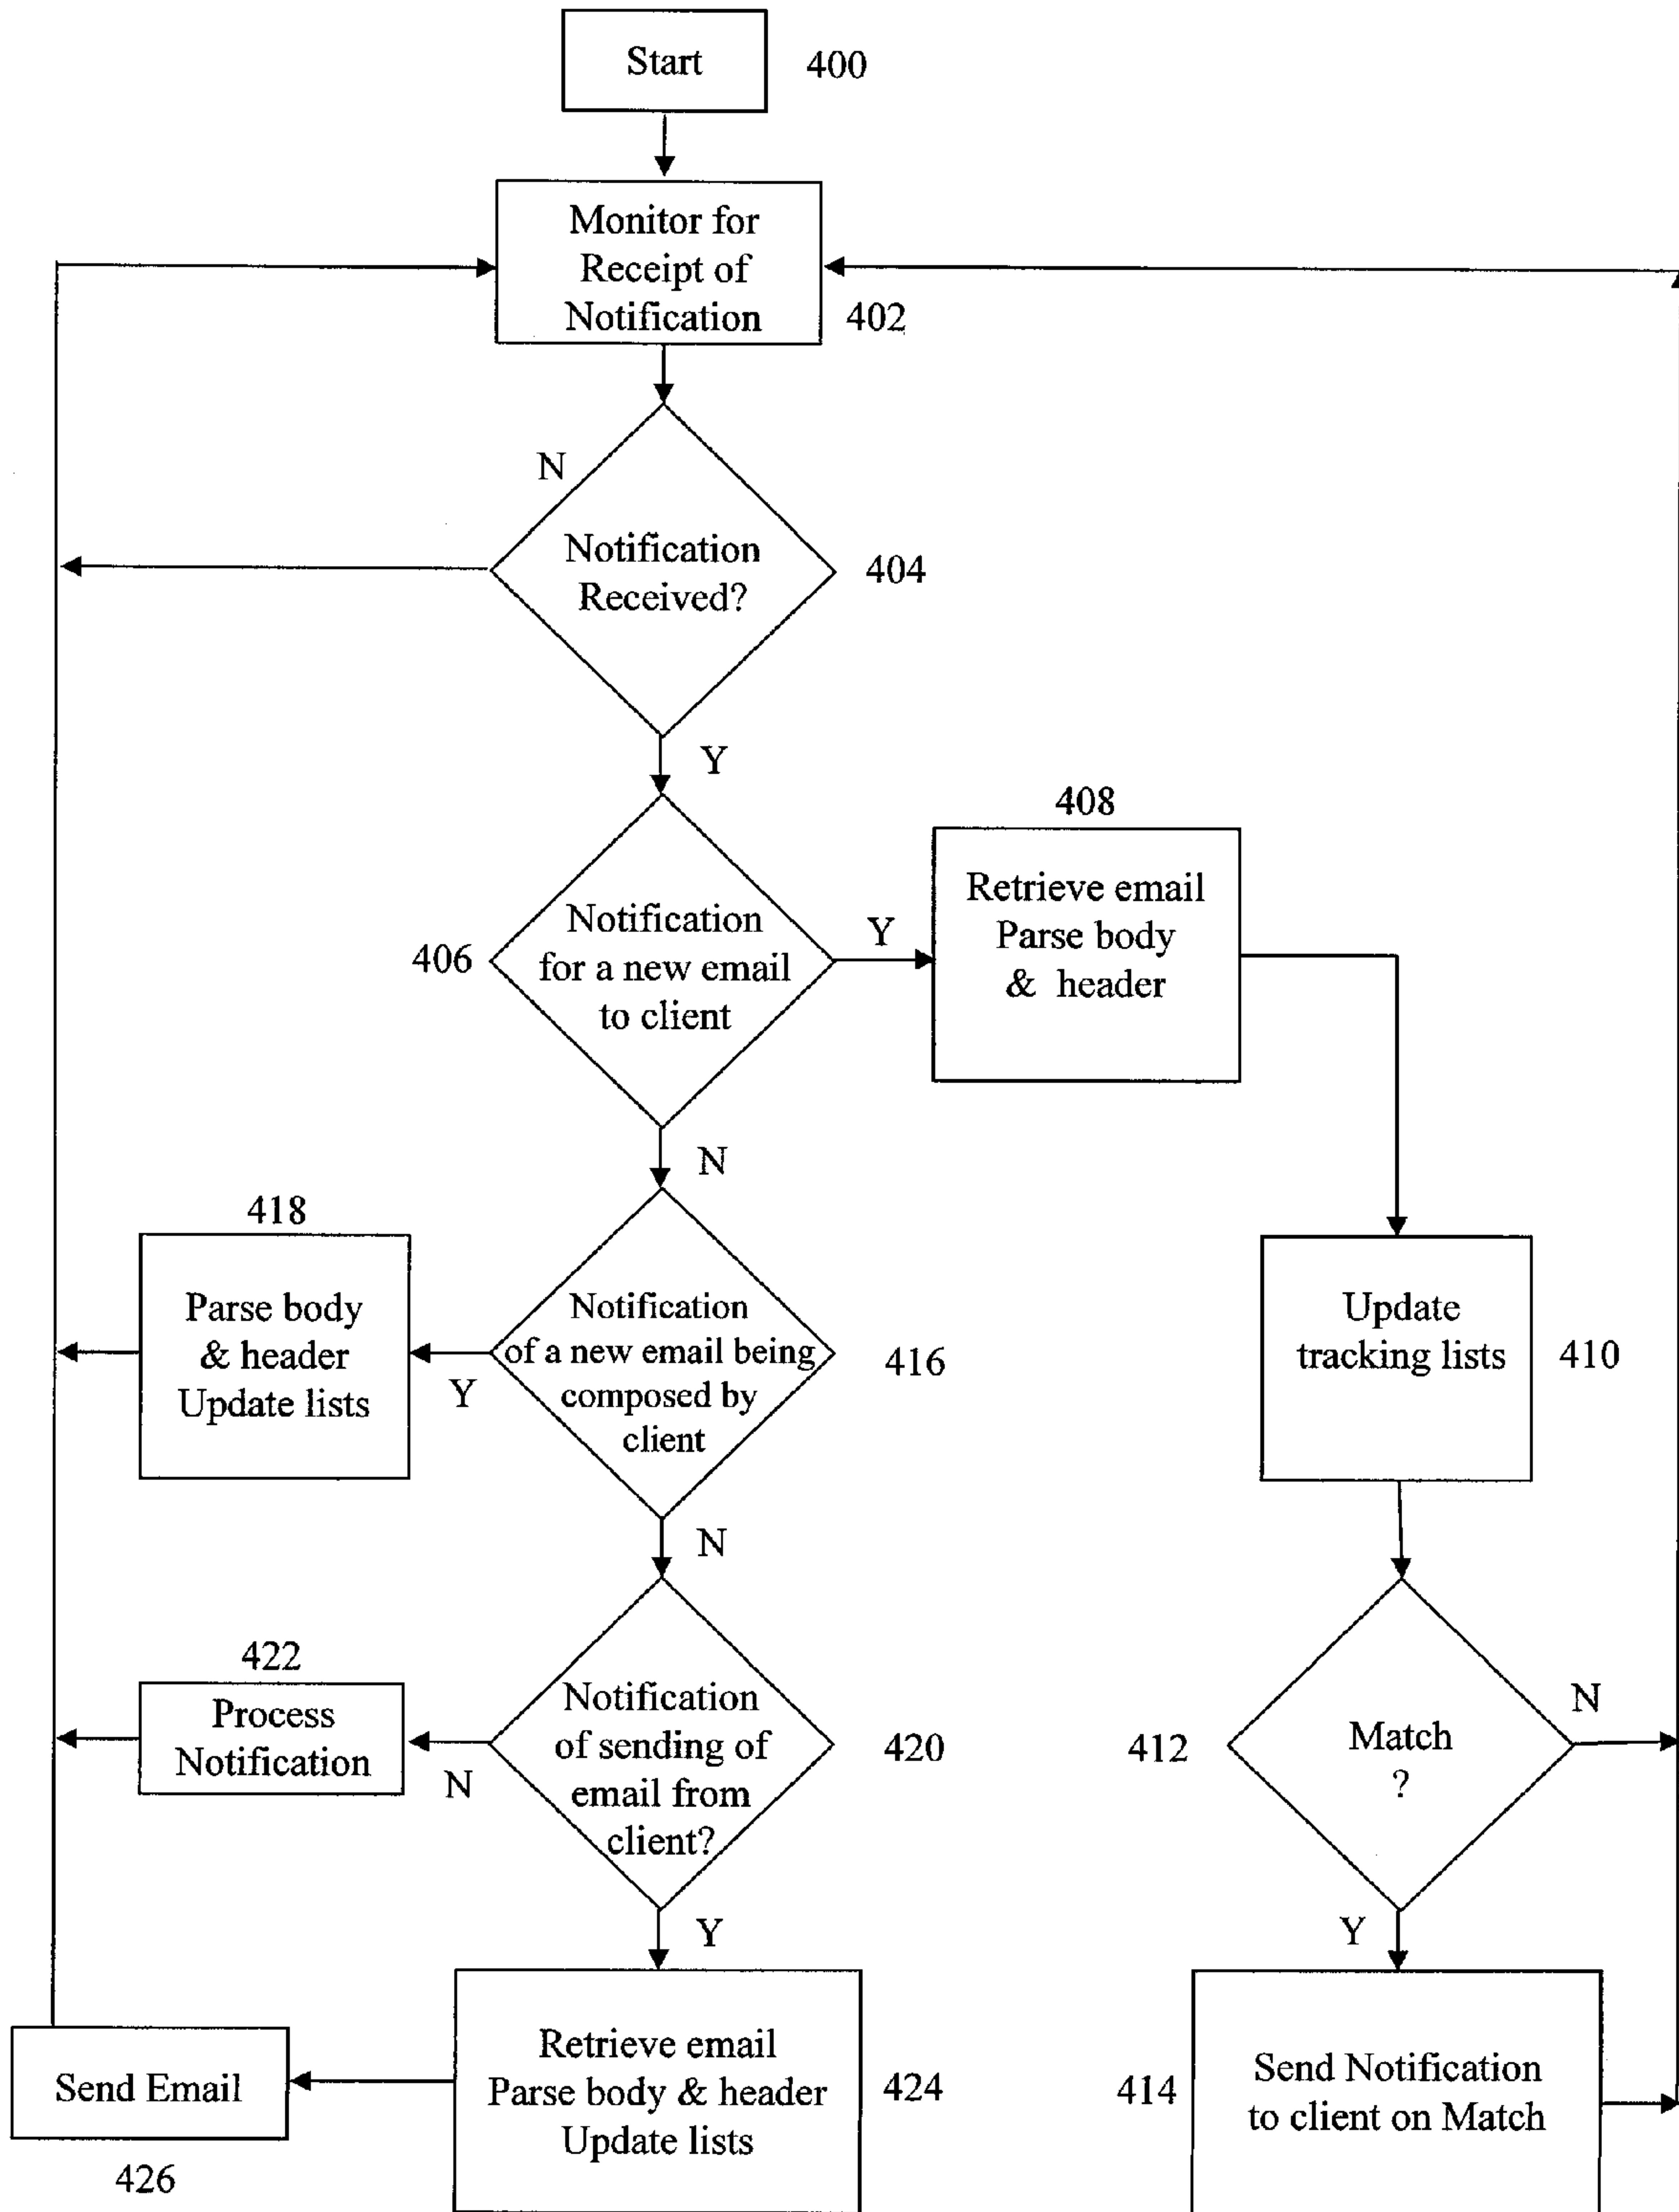 Start
400
Monitor for
Receipt of
Notification
402
N
Notification
Received?
404
Y
406
Notification
for a new email
to client
Y
408
Retrieve email
Parse body
& header
N
418
Parse body
& header
Update lists
Y
Notification
of a new email being
composed by
client
416
Update
tracking lists
410
N
422
Process
Notification
N
Notification
of sending of
email from
client?
420
412
Match
?
N
Y
Y
Send Email
426
Retrieve email
Parse body & header
Update lists
424
414
Send Notification
to client on Match